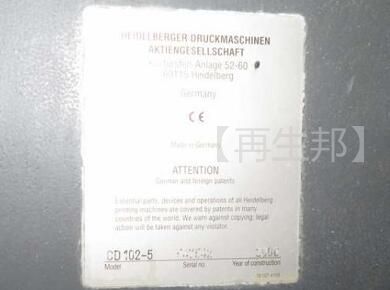 HEIDELBERGER DRUCKMASCHINEN
AKTIENGESELLSCHAFT
Anlage 52-60
Heidelberg
Germany
CE
Made in Germany
ATTENTION
German and foreign patents
Essential parts, devices and operations of all Heidelberg
printing machines are covered by patents in many
countries of the world. We warn against copying; legal
action will be taken against any violator.
CD 102-5
Model
Serial no.
Year of construction
【再生邦】